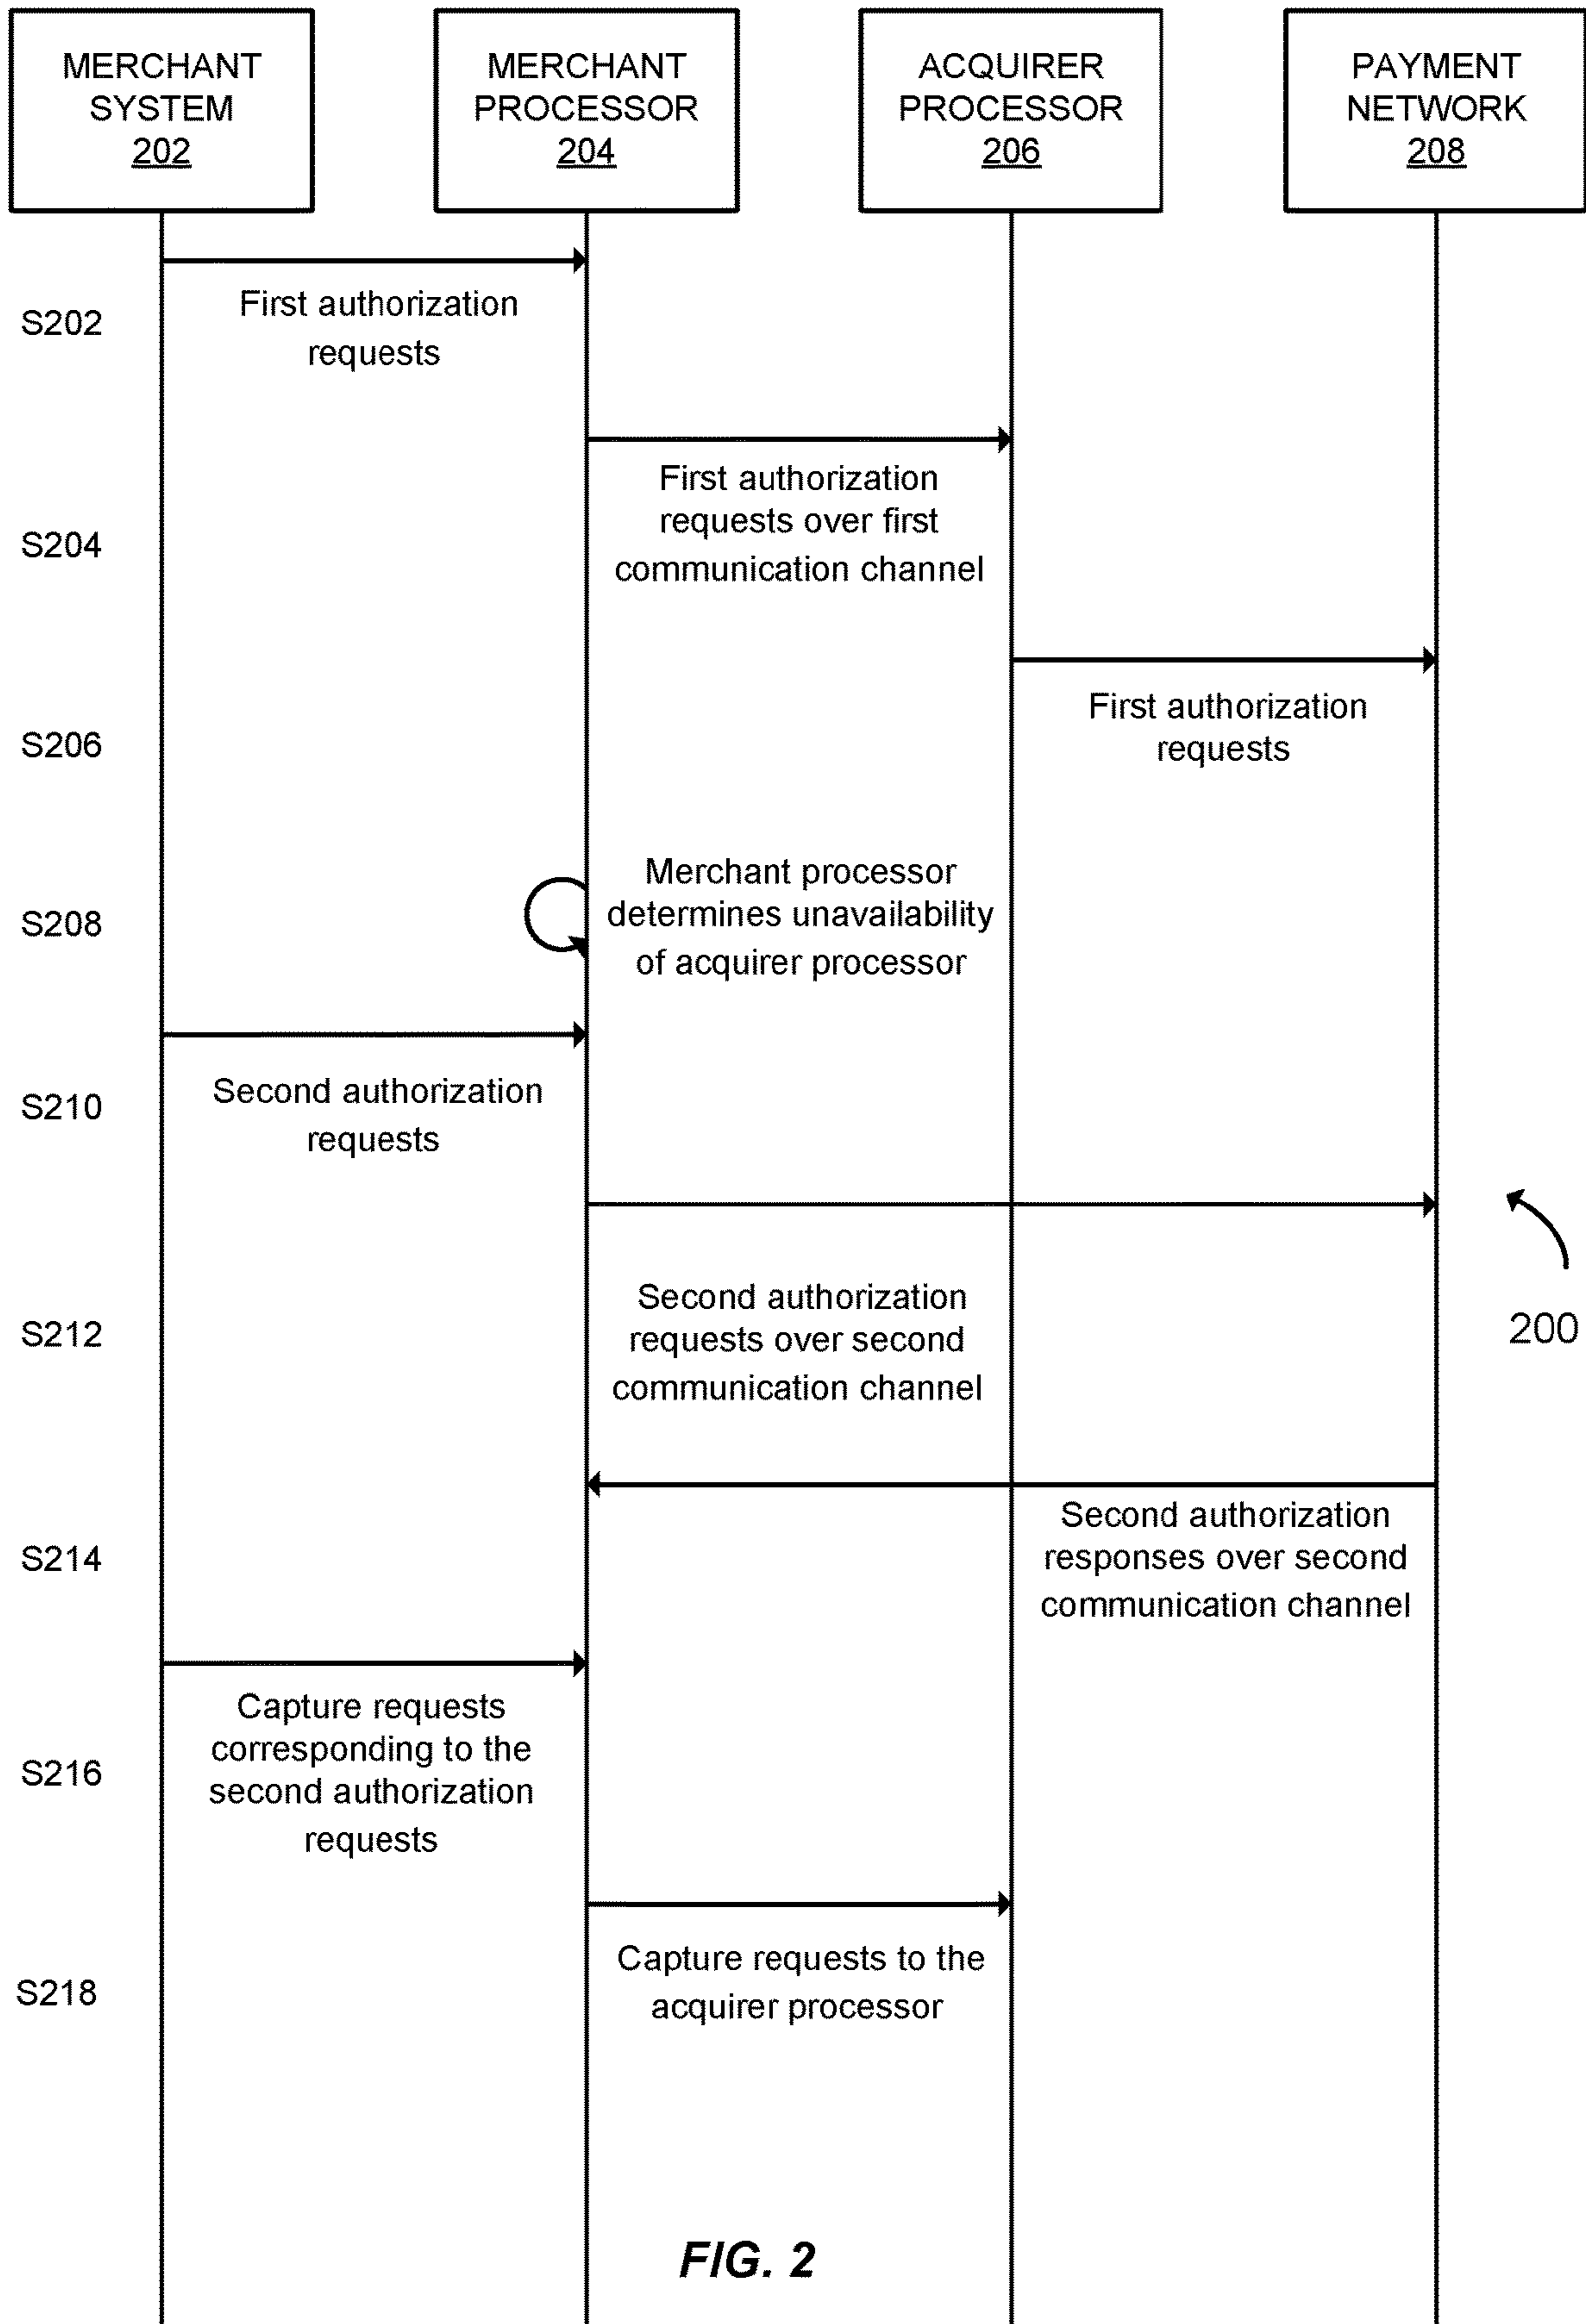 MERCHANT
SYSTEM
202
MERCHANT
PROCESSOR
204
ACQUIRER
PROCESSOR
206
PAYMENT
NETWORK
208
S202
First authorization
requests
S204
First authorization
requests over first
communication channel
S206
First authorization
requests
S208
Merchant processor
determines unavailability
of acquirer processor
S210
Second authorization
requests
200
S212
Second authorization
requests over second
communication channel
S214
Second authorization
responses over second
communication channel
S216
Capture requests
corresponding to the
second authorization
requests
S218
Capture requests to the
acquirer processor
FIG. 2